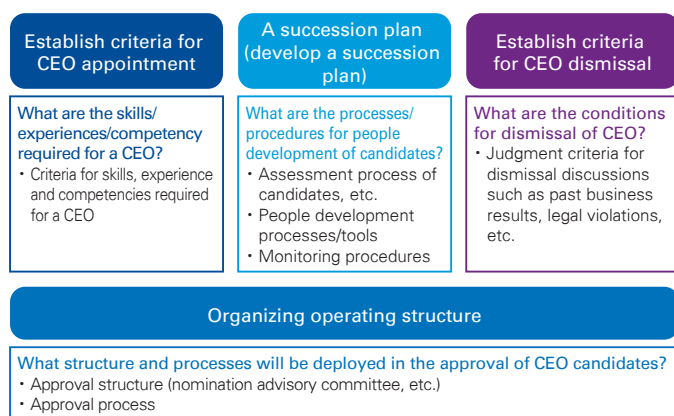 Establish criteria for
CEO appointment
What are the skills/
experiences/competency
required for a CEO?
• Criteria for skills, experience
and competencies required
for a CEO
A succession plan
(develop a succession
plan)
What are the processes/
procedures for people
development of candidates?
• Assessment process of
candidates, etc.
• People development
processes/tools
• Monitoring procedures
Establish criteria
for CEO dismissal
What are the conditions
for dismissal of CEO?
• Judgment criteria for
dismissal discussions
such as past business
results, legal violations,
etc.
Organizing operating structure
What structure and processes will be deployed in the approval of CEO candidates?
• Approval structure (nomination advisory committee, etc.)
• Approval process